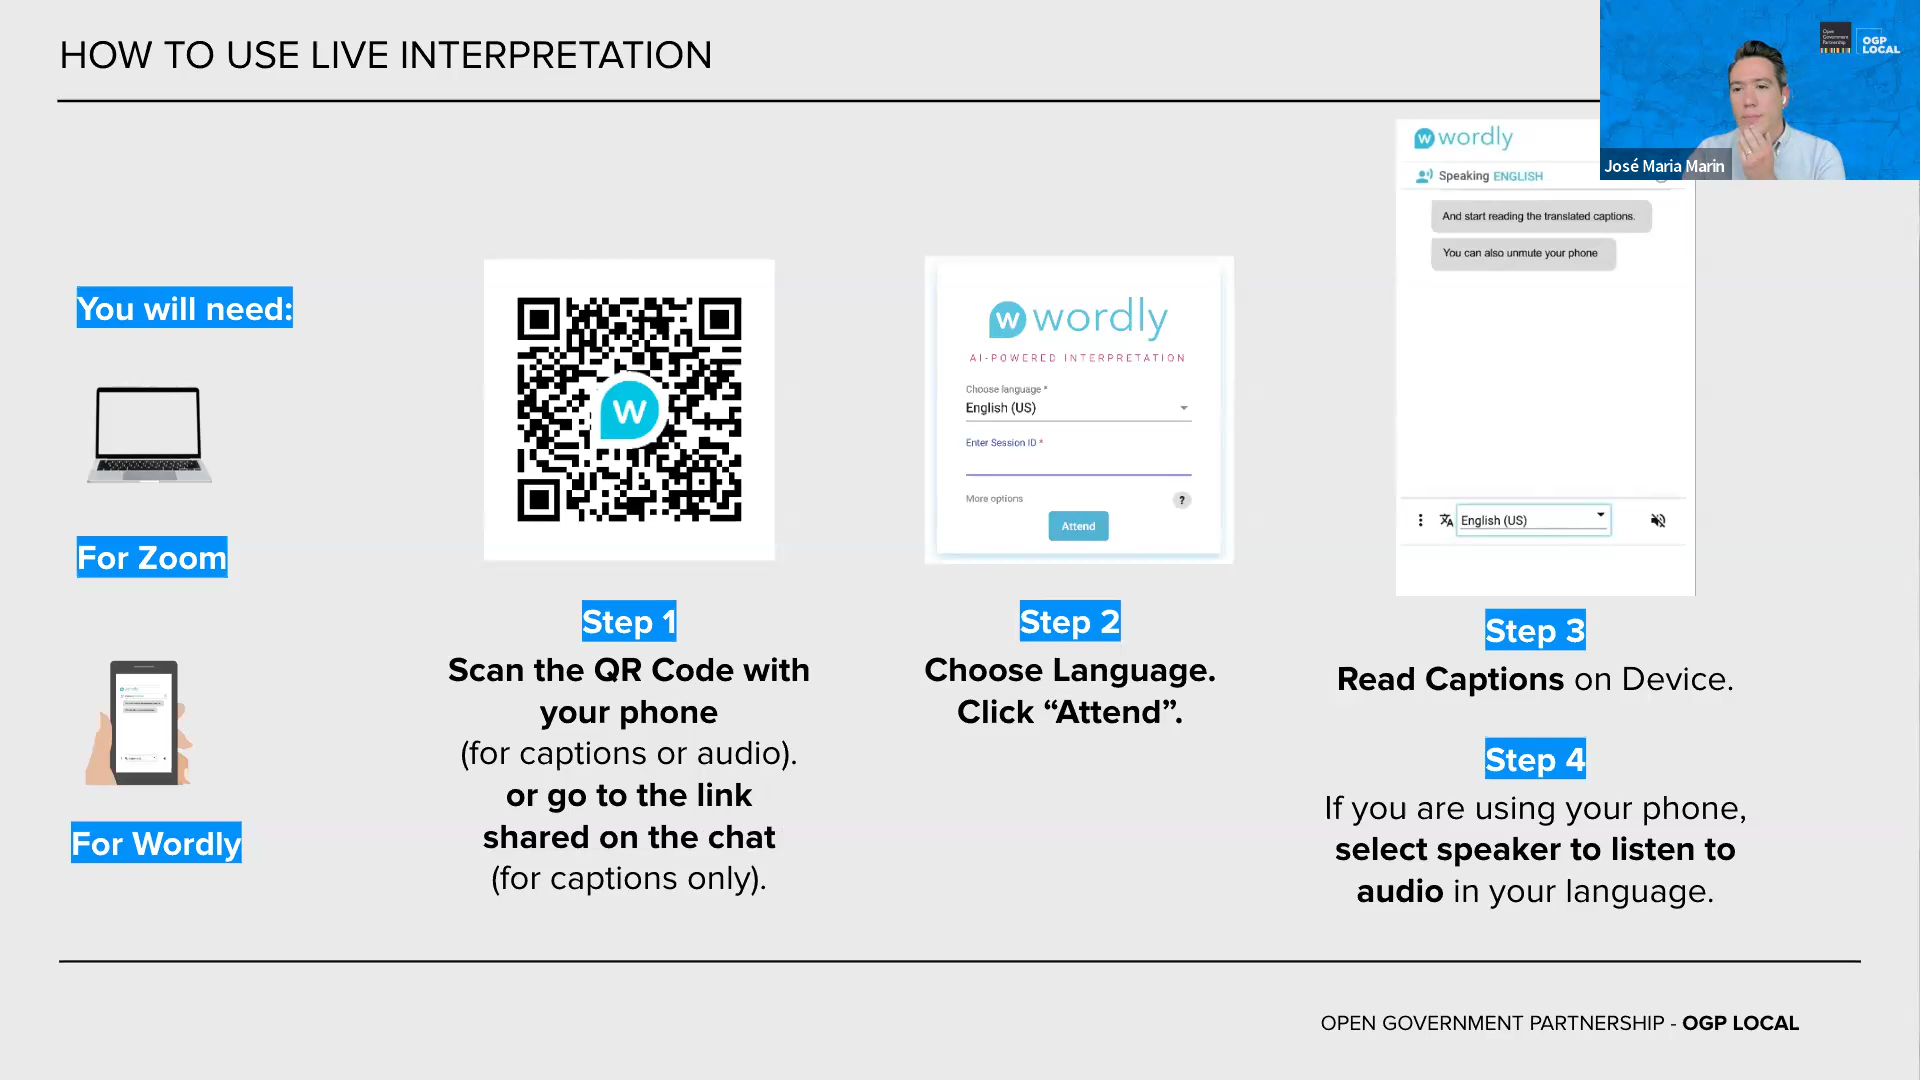 HOW TO USE LIVE INTERPRETATION
Open
Government
Partnership
OGP
LOCAL
José Maria Marin
wordly
Speaking ENGLISH
And start reading the translated captions.
You can also unmute your phone
English (US)
You will need:
For Zoom
For Wordly
W
Step 1
Scan the QR Code with
your phone
(for captions or audio).
or go to the link
shared on the chat
(for captions only).
wordly
AI-POWERED INTERPRETATION
Choose language *
English (US)
Enter Session ID *
More options
?
Attend
Step 2
Choose Language.
Click “Attend”.
Step 3
Read Captions on Device.
Step 4
If you are using your phone,
select speaker to listen to
audio in your language.
OPEN GOVERNMENT PARTNERSHIP - OGP LOCAL